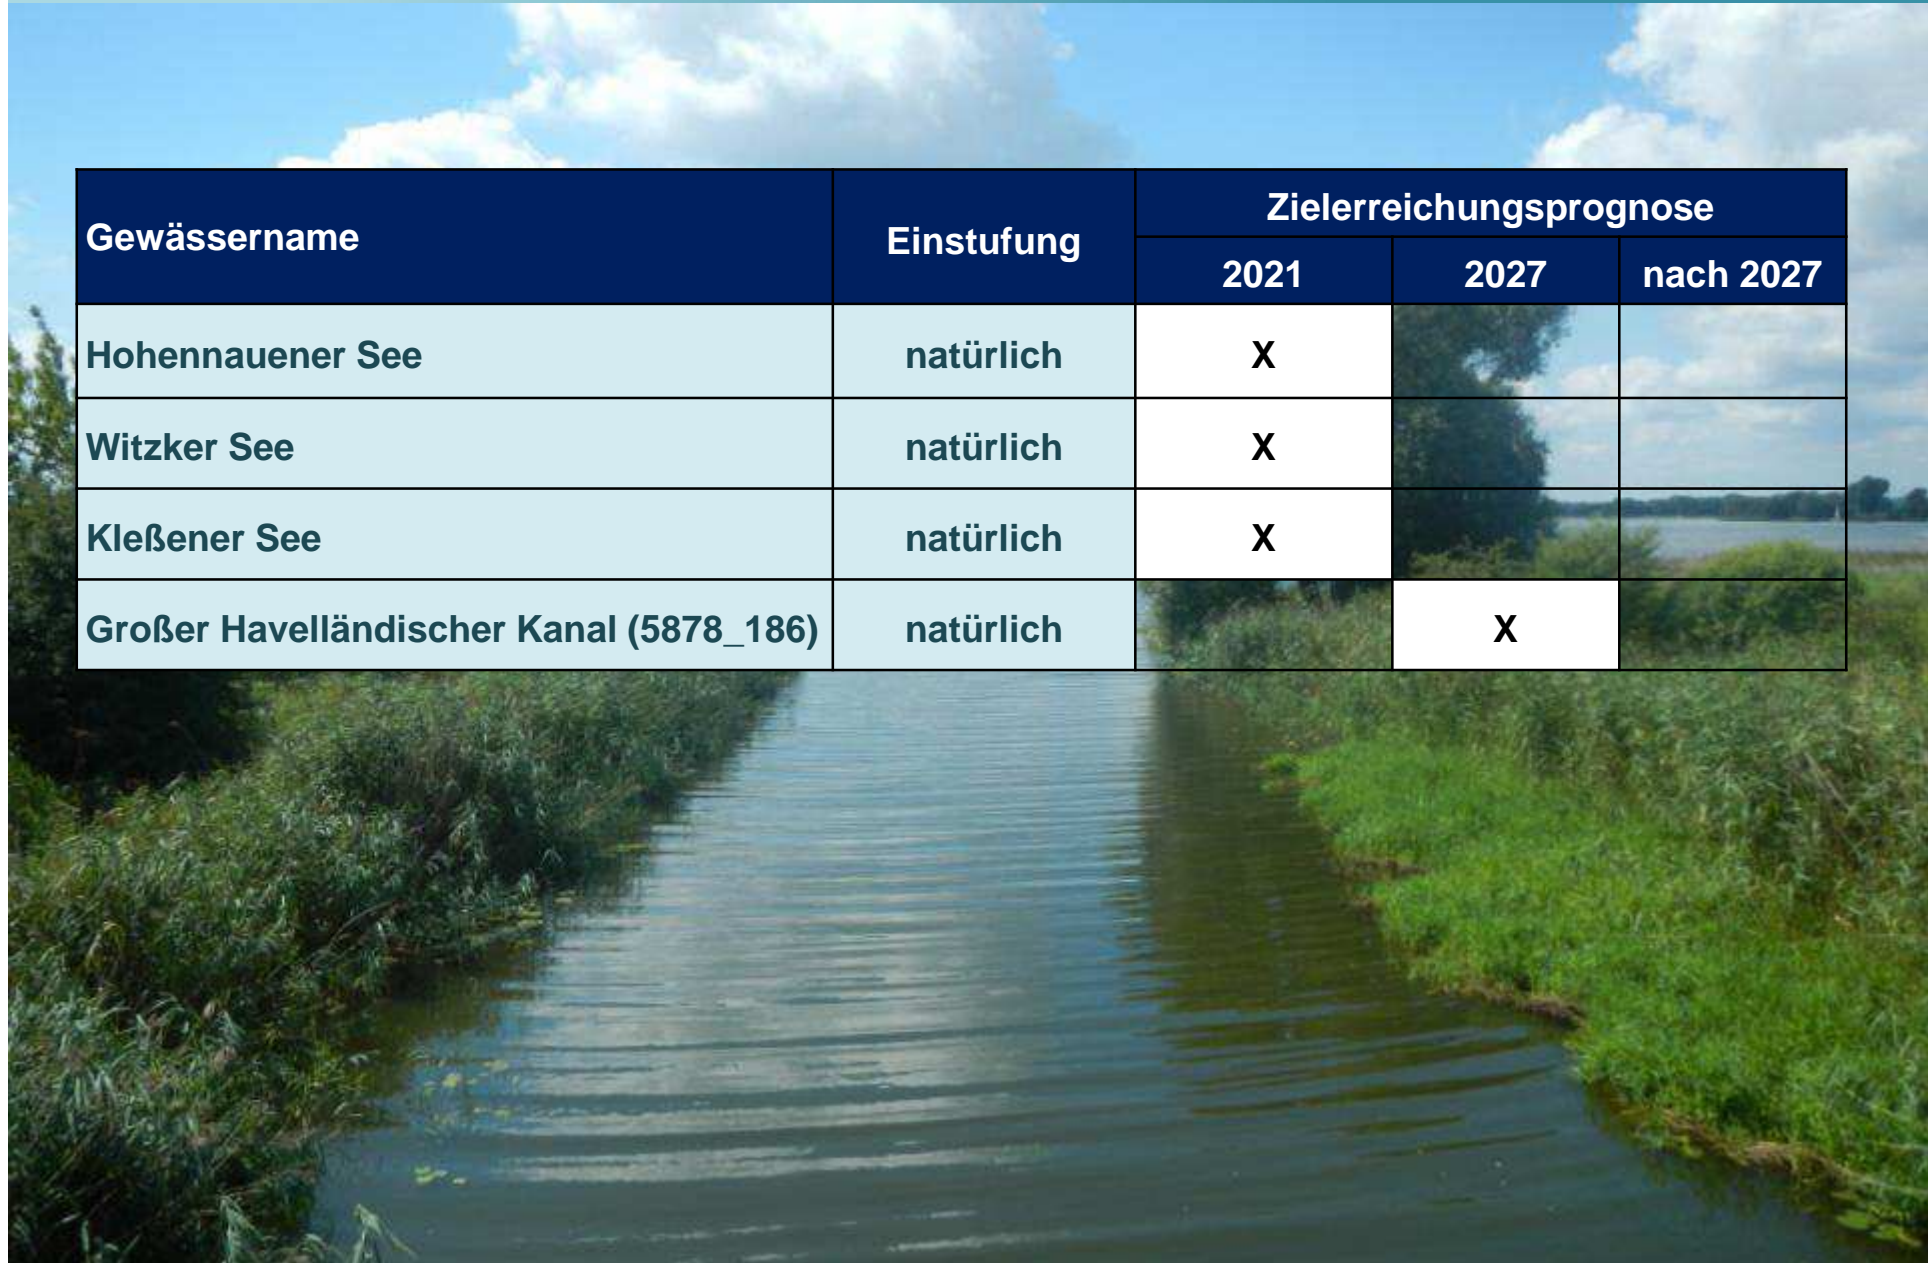 Gewässername Einstufung Zielerreichungsprognose
2021 2027 nach 2027
Hohennauener See natürlich X
Witzker See natürlich X
Kleßener See natürlich X
Großer Havelländischer Kanal (5878_186) natürlich X